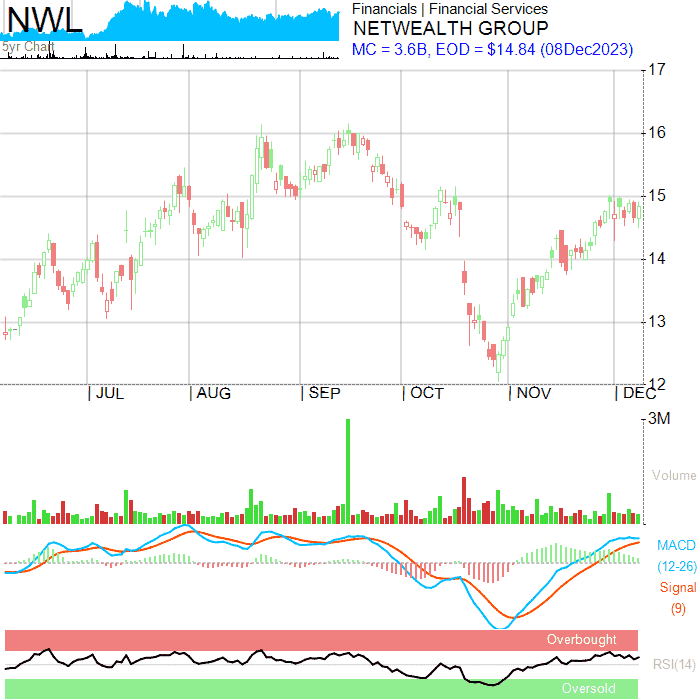 NWL
5yr Chart
Financials | Financial Services
NETWEALTH GROUP
MC = 3.6B, EOD = $14.84 (08Dec2023)
17
16
15
14
13
12
| JUL | AUG | SEP | OCT | NOV | DEC
3M
Volume
MACD
(12-26)
Signal
(9)
Overbought
RSI(14)
Oversold